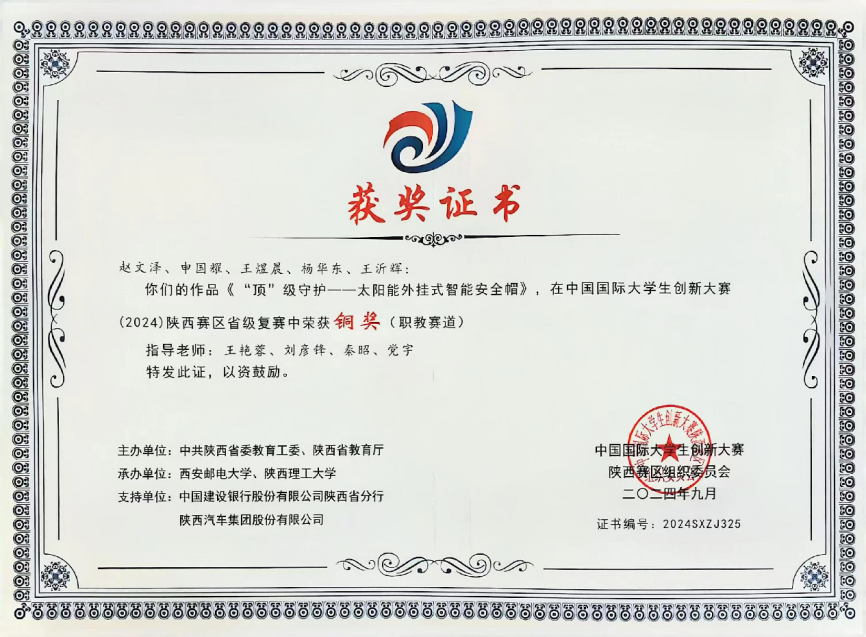 获奖证书
赵文泽、申国耀、王煜晨、杨华东、王沂辉：
你们的作品《“顶”级守护——太阳能外挂式智能安全帽》，在中国国际大学生创新大赛
(2024)陕西赛区省级复赛中荣获铜奖（职教赛道）
指导老师：王艳蓉、刘彦锋、秦昭、党宇
特发此证，以资鼓励。
主办单位：中共陕西省委教育工委、陕西省教育厅
承办单位：西安邮电大学、陕西理工大学
支持单位：中国建设银行股份有限公司陕西省分行
陕西汽车集团股份有限公司
中国国际大学生创新大赛
陕西赛区组织委员会
二〇二四年九月
证书编号：2024SXZJ325